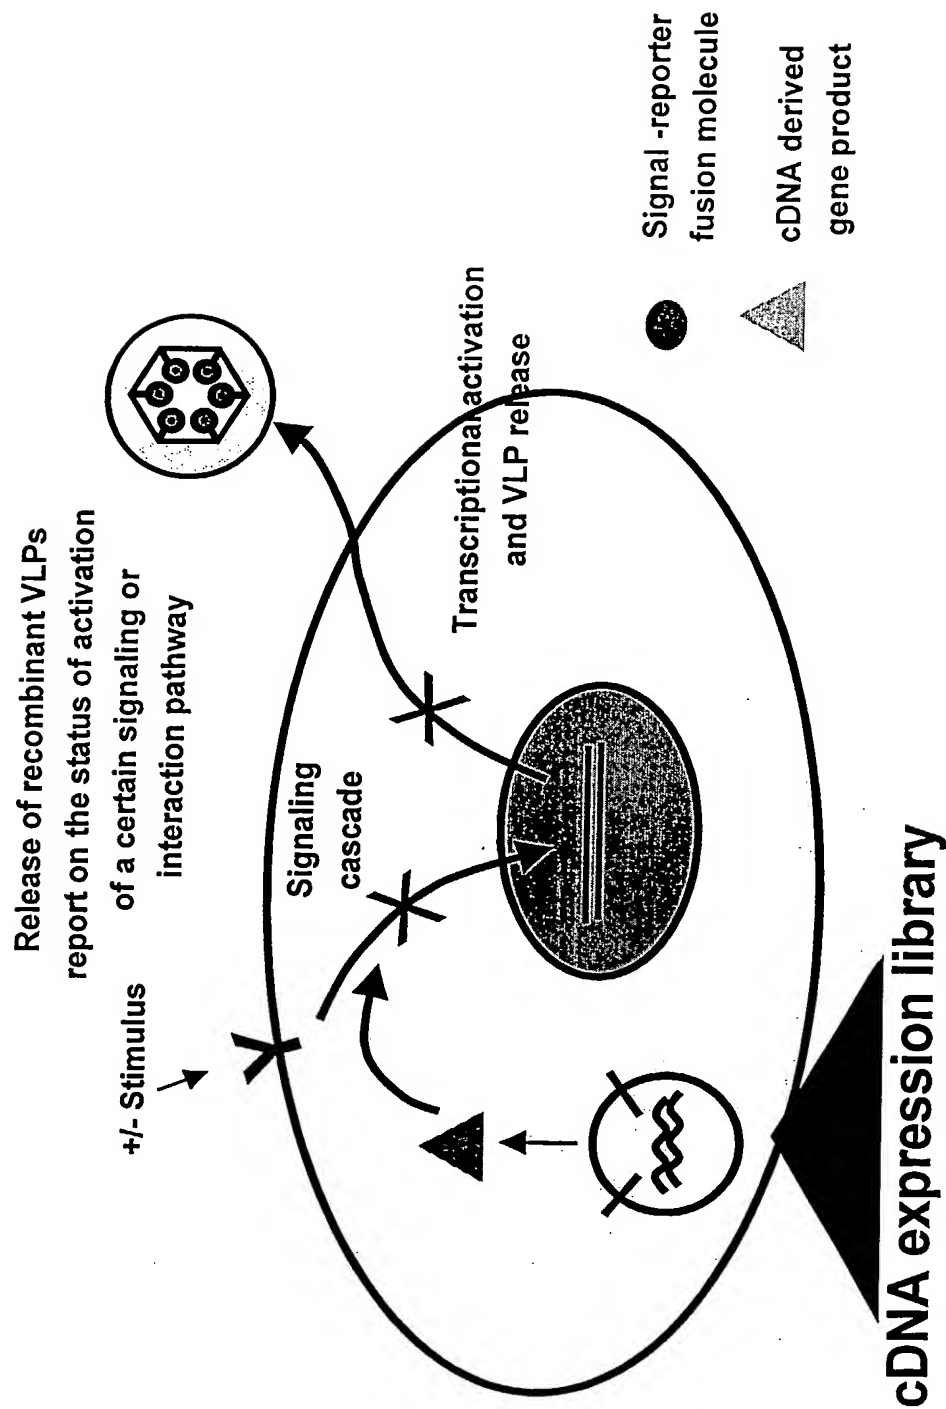 Release of recombinant VLPs
report on the status of activation
of a certain signaling or
interaction pathway
+/- Stimulus
Signaling
cascade
Transcriptional activation
and VLP release
Signal -reporter
fusion molecule
cDNA derived
gene product
cDNA expression library